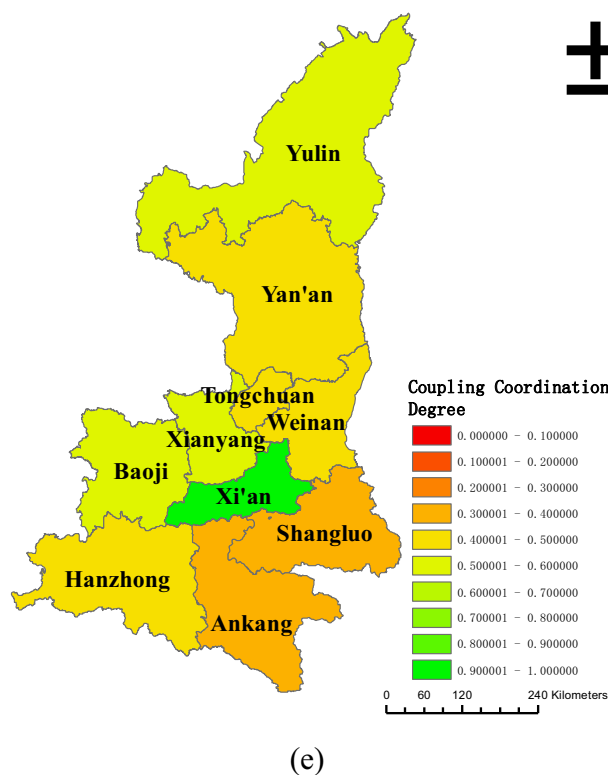 ±
Yulin
Yan'an
Tongchuan
Weinan
Xianyang
Baoji
Xi'an
Shangluo
Hanzhong
Ankang
Coupling Coordination
Degree
0.000000 - 0.100000
0.100001 - 0.200000
0.200001 - 0.300000
0.300001 - 0.400000
0.400001 - 0.500000
0.500001 - 0.600000
0.600001 - 0.700000
0.700001 - 0.800000
0.800001 - 0.900000
0.900001 - 1.000000
0 60 120 240 Kilometers
(e)